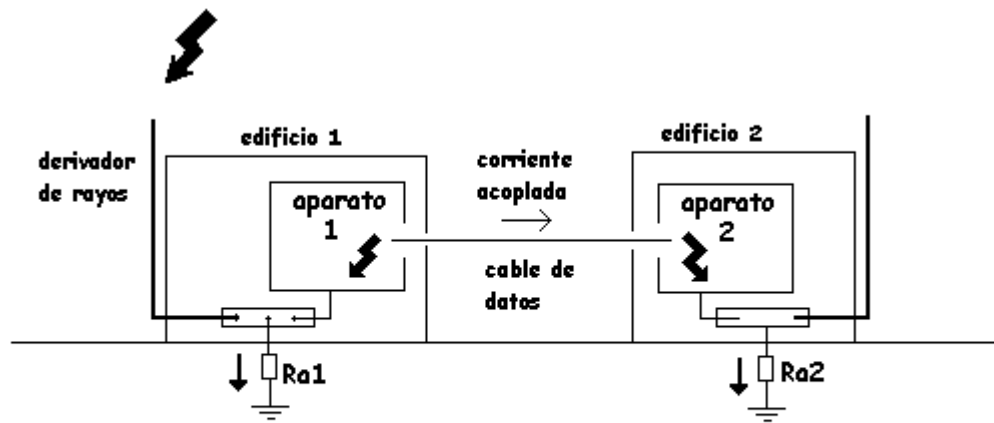 edificio 1
derivador
de rayos
aparato
1
corriente
acoplada
cable de
datos
edificio 2
aparato
2
Ra1
Ra2